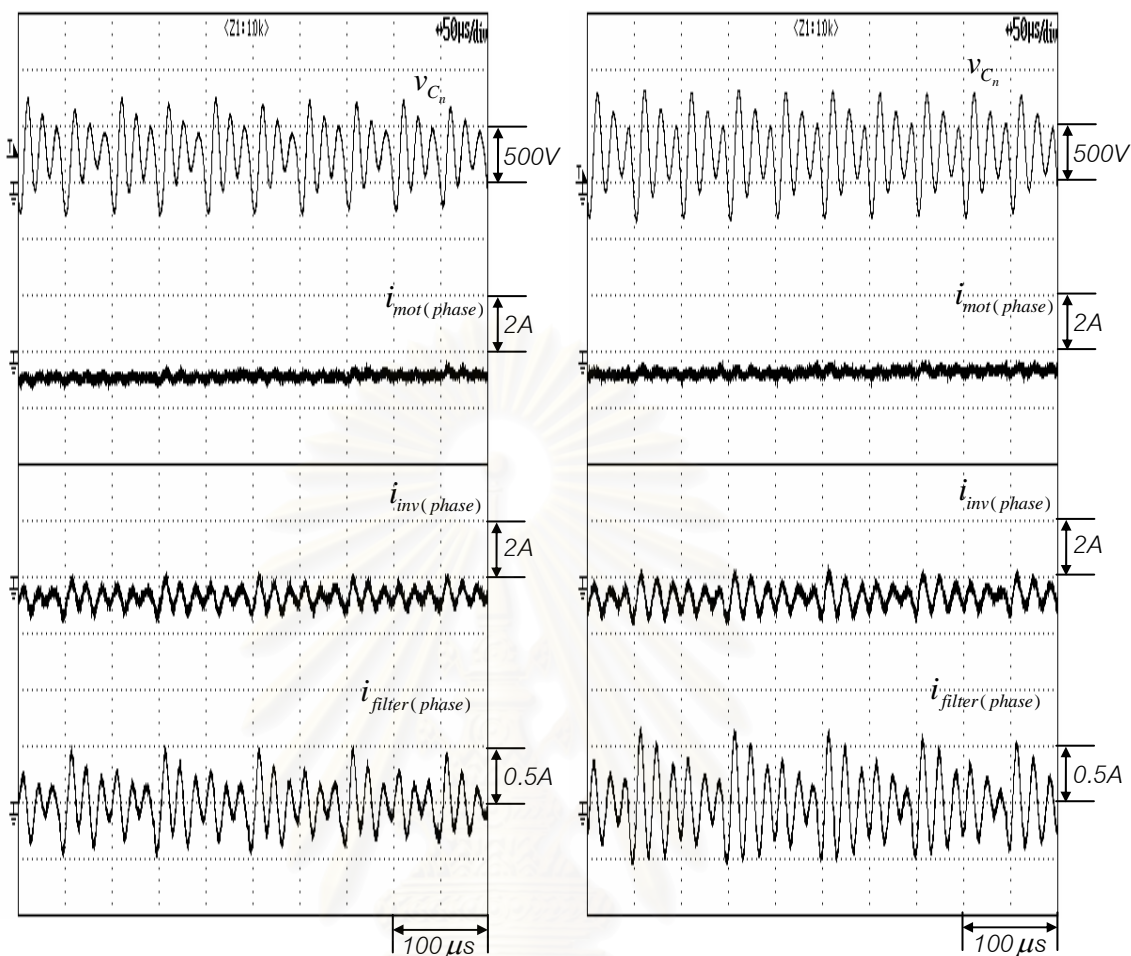 ⟨Z1:10k⟩ 50µs/div
v_{C_n}
500V
i_{mot(phase)}
2A
i_{inv(phase)}
2A
i_{filter(phase)}
0.5A
100 µs
⟨Z1:10k⟩ 50µs/div
v_{C_n}
500V
i_{mot(phase)}
2A
i_{inv(phase)}
2A
i_{filter(phase)}
0.5A
100 µs